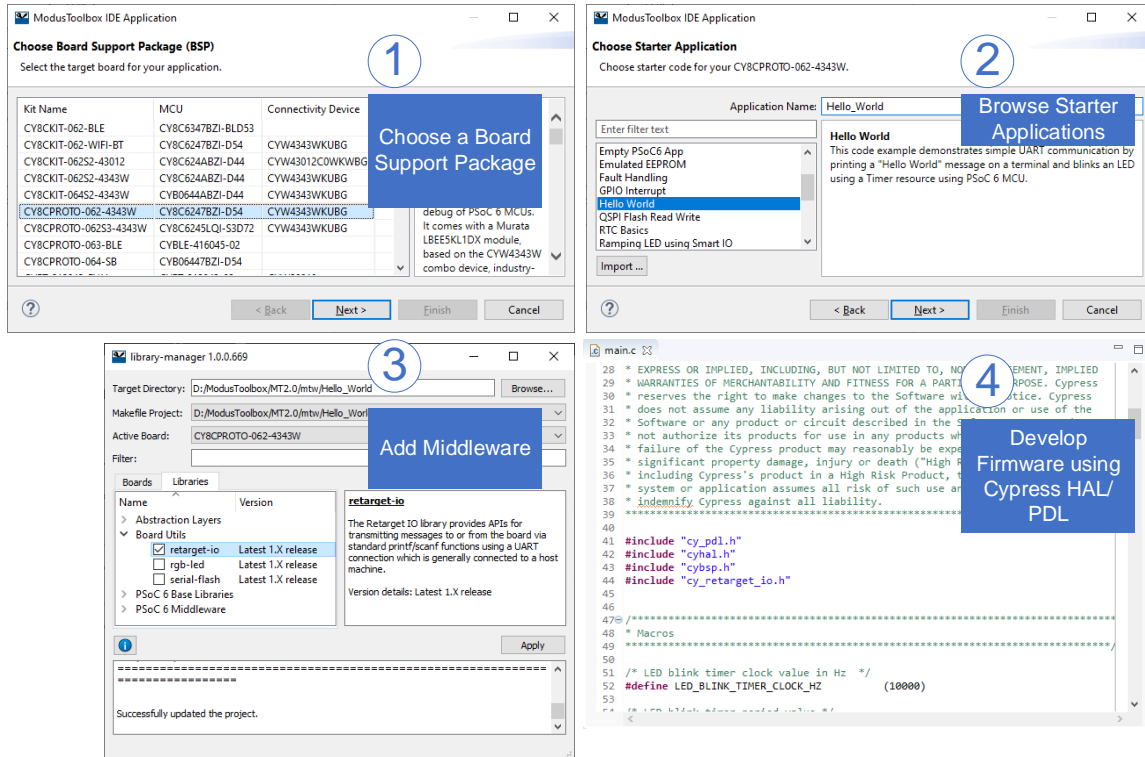 ModusToolbox IDE Application
Choose Board Support Package (BSP)
Select the target board for your application.
1
Choose a Board
Support Package
Kit Name MCU Connectivity Device
CY8CKIT-062-BLE CY8C6347BZI-BLD53
CY8CKIT-062-WIFI-BT CY8C6247BZI-D54 CYW4343WKUBG
CY8CKIT-062S2-43012 CY8C624ABZI-D44 CYW43012C0WKWBG
CY8CKIT-062S2-4343W CY8C624ABZI-D44 CYW4343WKUBG
CY8CKIT-064S2-4343W CYB0644ABZI-D44 CYW4343WKUBG
CY8CPROTO-062-4343W CY8C6247BZI-D54 CYW4343WKUBG
CY8CPROTO-062S3-4343W CY8C6245LQI-S3D72 CYW4343WKUBG
CY8CPROTO-063-BLE CYBLE-416045-02
CY8CPROTO-064-SB CYB06447BZI-D54
debug of PSoC 6 MCUs.
It comes with a Murata
LBEE5KL1DX module,
based on the CYW4343W
combo device, industry-
< Back Next > Finish Cancel
ModusToolbox IDE Application
Choose Starter Application
Choose starter code for your CY8CPROTO-062-4343W.
2
Browse Starter
Applications
Application Name: Hello_World
Enter filter text
Empty PSoC6 App
Emulated EEPROM
Fault Handling
GPIO Interrupt
Hello World
QSPI Flash Read Write
RTC Basics
Ramping LED using Smart IO
Import ...
Hello World
This code example demonstrates simple UART communication by
printing a "Hello World" message on a terminal and blinks an LED
using a Timer resource using PSoC 6 MCU.
< Back Next > Finish Cancel
library-manager 1.0.0.669
3
Add Middleware
Target Directory: D:/ModusToolbox/MT2.0/mtw/Hello_World Browse...
Makefile Project: D:/ModusToolbox/MT2.0/mtw/Hello_Worl
Active Board: CY8CPROTO-062-4343W
Filter:
Boards Libraries
Name Version
Abstraction Layers
Board Utils
retarget-io Latest 1.X release
rgb-led Latest 1.X release
serial-flash Latest 1.X release
PSoC 6 Base Libraries
PSoC 6 Middleware
retarget-io
The Retarget IO library provides APIs for
transmitting messages to or from the board via
standard printf/scanf functions using a UART
connection which is generally connected to a host
machine.
Version details: Latest 1.X release
Apply
==============================================================
=================
Successfully updated the project.
main.c
4
Develop
Firmware using
Cypress HAL/
PDL
28 * EXPRESS OR IMPLIED, INCLUDING, BUT NOT LIMITED TO, EMENT, IMPLIED
29 * WARRANTIES OF MERCHANTABILITY AND FITNESS FOR A RPOSE. Cypress
30 * reserves the right to make changes to the Software tice. Cypress
31 * does not assume any liability arising out of the application or use of the
32 * Software or any product or circuit described in the
33 * not authorize its products for use in any products
34 * failure of the Cypress product may reasonably be
35 * significant property damage, injury or death ("High
36 * including Cypress's product in a High Risk Product,
37 * system or application assumes all risk of such use
38 * indemnify Cypress against all liability.
39 ******************************************************************************
40
41 #include "cy_pdl.h"
42 #include "cyhal.h"
43 #include "cybsp.h"
44 #include "cy_retarget_io.h"
45
46
47 /******************************************************************************
48 * Macros
49 ******************************************************************************/
50
51 /* LED blink timer clock value in Hz */
52 #define LED_BLINK_TIMER_CLOCK_HZ (10000)
53